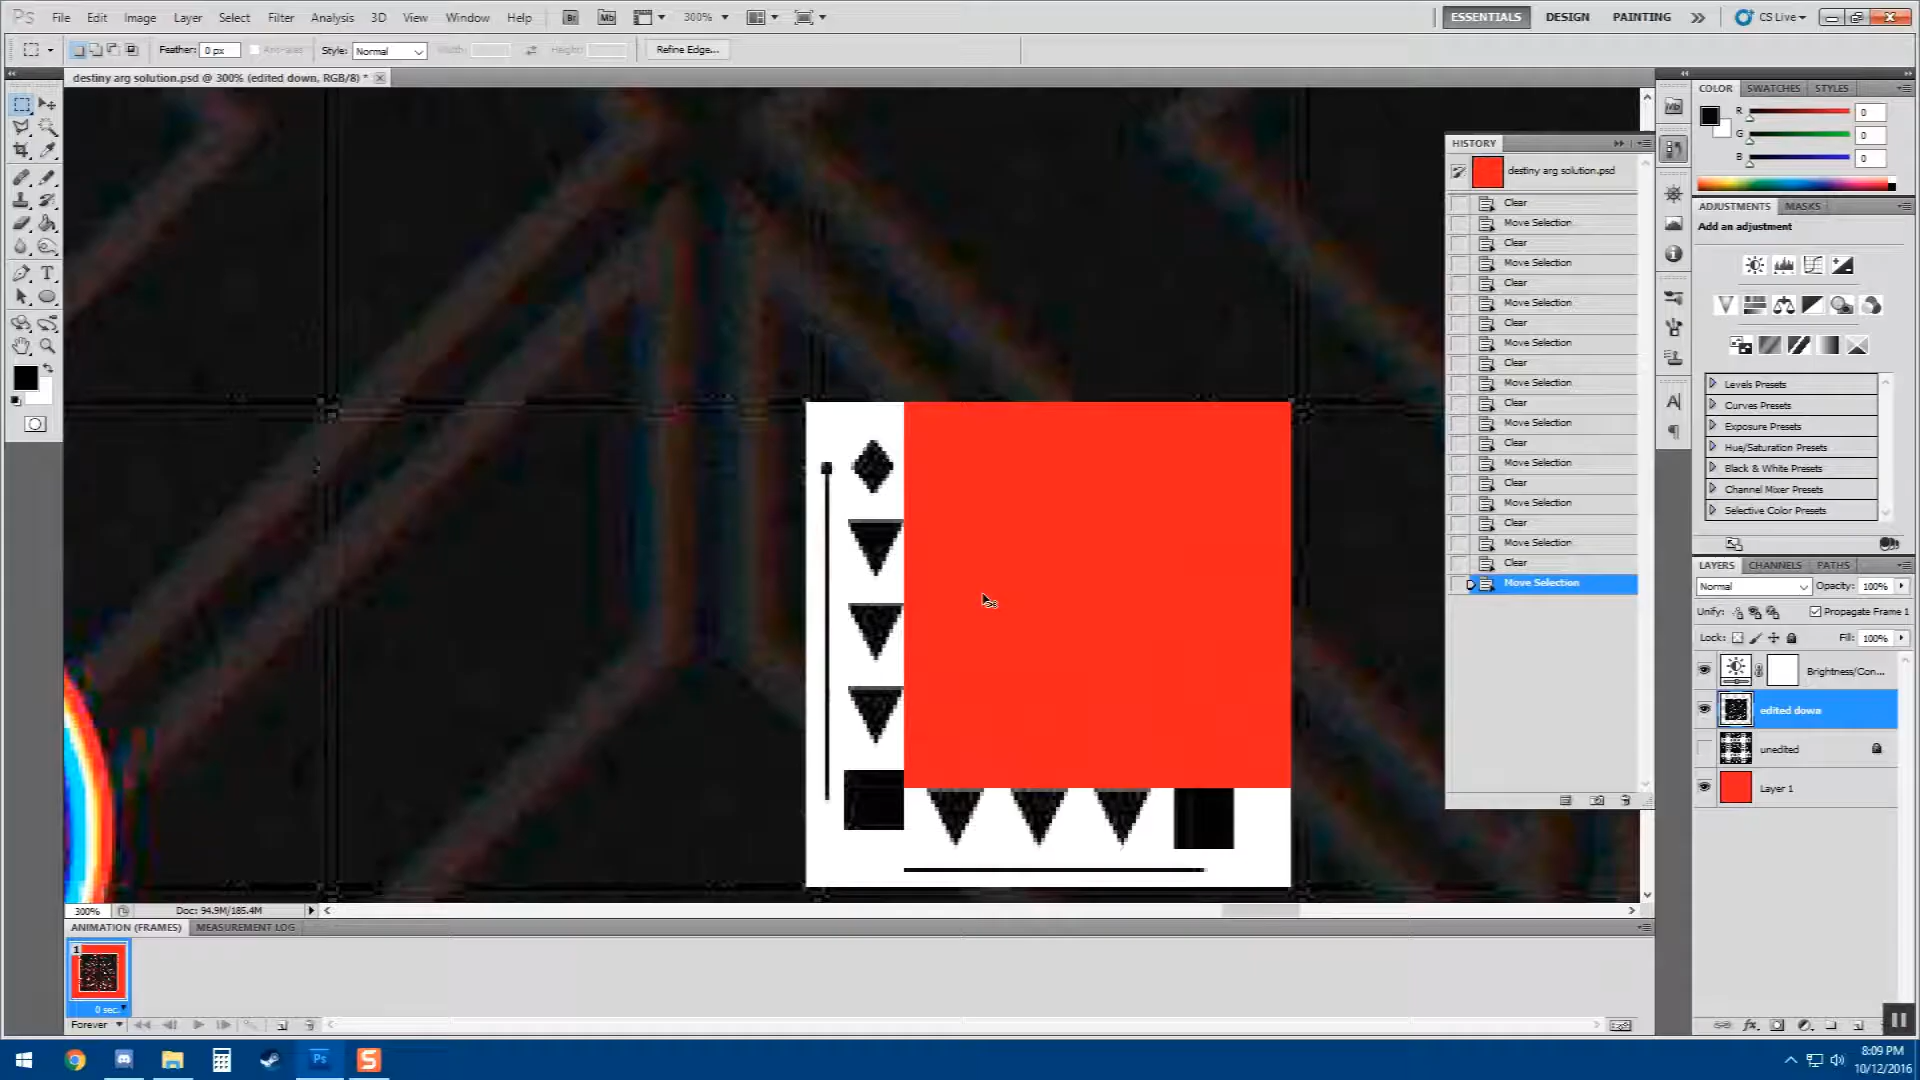 Ps File Edit Image Layer Select Filter Analysis 3D View Window Help Br Mb 300% ESSENTIALS DESIGN PAINTING CS Live
Feather: 0 px Anti-alias Style: Normal Width: Height: Refine Edge...
destiny arg solution.psd @ 300% (edited down, RGB/8) *
COLOR SWATCHES STYLES
R 0
G 0
B 0
HISTORY
destiny arg solution.psd
Clear
Move Selection
Clear
Move Selection
Clear
Move Selection
Clear
Move Selection
Clear
Move Selection
Clear
Move Selection
Clear
Move Selection
Clear
Move Selection
Clear
Move Selection
Clear
Move Selection
ADJUSTMENTS MASKS
Add an adjustment
Levels Presets
Curves Presets
Exposure Presets
Hue/Saturation Presets
Black & White Presets
Channel Mixer Presets
Selective Color Presets
LAYERS CHANNELS PATHS
Normal Opacity: 100%
Unify: Propagate Frame 1
Lock: Fill: 100%
Brightness/Con...
edited down
unedited
Layer 1
300% Doc: 94.9M/185.4M
ANIMATION (FRAMES) MEASUREMENT LOG
1
0 sec.
Forever
8:09 PM
10/12/2016